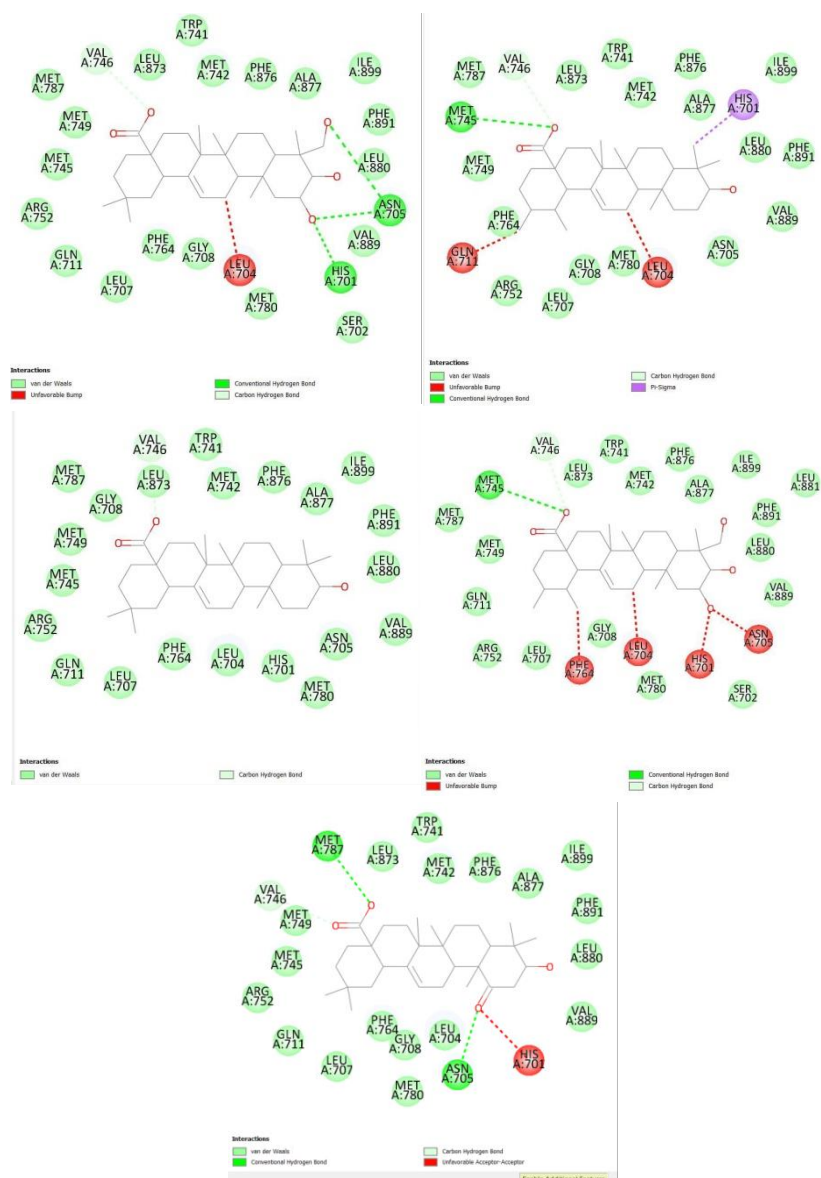 TRP
A:741
VAL
A:746
LEU
A:873
MET
A:742
PHE
A:876
ALA
A:877
ILE
A:899
MET
A:787
MET
A:749
PHE
A:891
MET
A:745
LEU
A:880
O
O
O
O
O
ARG
A:752
ASN
A:705
GLN
A:711
PHE
A:764
GLY
A:708
VAL
A:889
LEU
A:707
LEU
A:704
HIS
A:701
MET
A:780
SER
A:702
Interactions
van der Waals
Unfavorable Bump
Conventional Hydrogen Bond
Carbon Hydrogen Bond
MET
A:787
VAL
A:746
LEU
A:873
TRP
A:741
PHE
A:876
ILE
A:899
MET
A:742
ALA
A:877
HIS
A:701
MET
A:745
O
O
O
MET
A:749
LEU
A:880
PHE
A:891
PHE
A:764
VAL
A:889
GLN
A:711
GLY
A:708
MET
A:780
LEU
A:704
ASN
A:705
ARG
A:752
LEU
A:707
Interactions
van der Waals
Unfavorable Bump
Conventional Hydrogen Bond
Carbon Hydrogen Bond
Pi-Sigma
VAL
A:746
TRP
A:741
MET
A:787
LEU
A:873
MET
A:742
PHE
A:876
ILE
A:899
GLY
A:708
ALA
A:877
PHE
A:891
MET
A:749
O
O
O
LEU
A:880
MET
A:745
ARG
A:752
VAL
A:889
ASN
A:705
PHE
A:764
LEU
A:704
HIS
A:701
GLN
A:711
LEU
A:707
MET
A:780
Interactions
van der Waals
Carbon Hydrogen Bond
VAL
A:746
TRP
A:741
PHE
A:876
ILE
A:899
LEU
A:881
MET
A:745
LEU
A:873
MET
A:742
ALA
A:877
MET
A:787
PHE
A:891
O
O
O
O
O
MET
A:749
LEU
A:880
GLN
A:711
VAL
A:889
GLY
A:708
ARG
A:752
LEU
A:707
PHE
A:764
LEU
A:704
HIS
A:701
ASN
A:705
MET
A:780
SER
A:702
Interactions
van der Waals
Unfavorable Bump
Conventional Hydrogen Bond
Carbon Hydrogen Bond
TRP
A:741
MET
A:787
LEU
A:873
MET
A:742
PHE
A:876
ALA
A:877
ILE
A:899
VAL
A:746
MET
A:749
O
O
O
O
PHE
A:891
MET
A:745
LEU
A:880
ARG
A:752
PHE
A:764
GLY
A:708
LEU
A:704
VAL
A:889
GLN
A:711
LEU
A:707
ASN
A:705
HIS
A:701
MET
A:780
Interactions
van der Waals
Conventional Hydrogen Bond
Carbon Hydrogen Bond
Unfavorable Acceptor-Acceptor